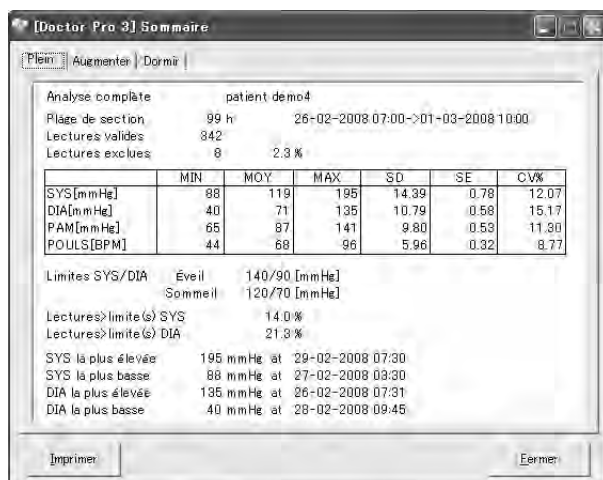 [Doctor Pro 3] Sommaire
Plein Augmenter Dormir
Analyse complète patient demo4
Plage de section 99 h 26-02-2008 07:00->01-03-2008 10:00
Lectures valides 342
Lectures exclues 8 2.3 %
MIN MOY MAX SD SE CV%
SYS[mmHg] 88 119 195 14.39 0.78 12.07
DIA[mmHg] 40 71 135 10.79 0.58 15.17
PAM[mmHg] 65 87 141 9.80 0.53 11.30
POULS[BPM] 44 68 96 5.96 0.32 8.77
Limites SYS/DIA Éveil 140/90 [mmHg]
Sommeil 120/70 [mmHg]
Lectures>limite(s) SYS 14.0 %
Lectures>limite(s) DIA 21.3 %
SYS la plus élevée 195 mmHg at 29-02-2008 07:30
SYS la plus basse 88 mmHg at 27-02-2008 03:30
DIA la plus élevée 135 mmHg at 26-02-2008 07:31
DIA la plus basse 40 mmHg at 28-02-2008 09:45
Imprimer Fermer